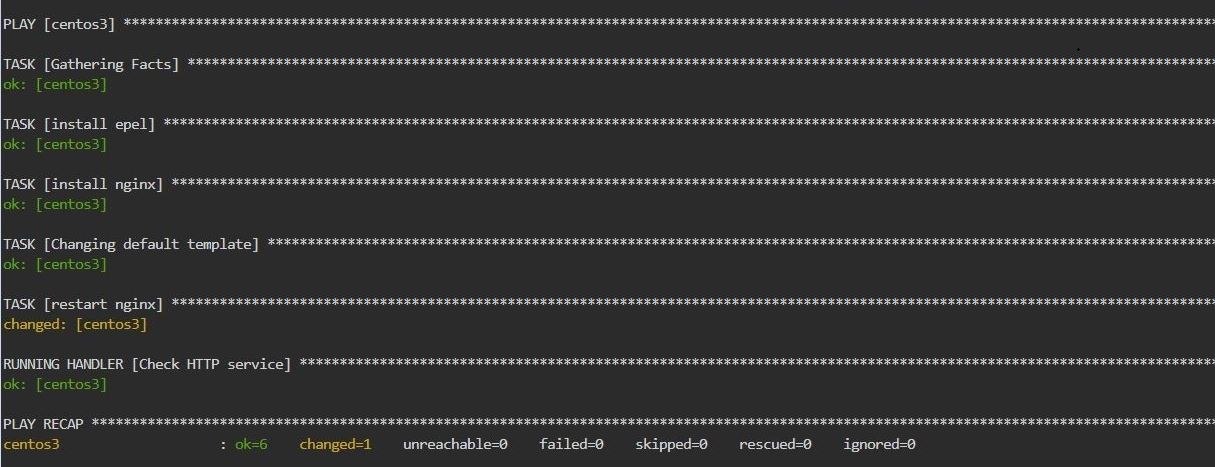 PLAY [centos3] ****************************************************************************************************************************************
TASK [Gathering Facts] ********************************************************************************************************************************
ok: [centos3]
TASK [install epel] ***********************************************************************************************************************************
ok: [centos3]
TASK [install nginx] **********************************************************************************************************************************
ok: [centos3]
TASK [Changing default template] **********************************************************************************************************************
ok: [centos3]
TASK [restart nginx] **********************************************************************************************************************************
changed: [centos3]
RUNNING HANDLER [Check HTTP service] ******************************************************************************************************************
ok: [centos3]
PLAY RECAP ********************************************************************************************************************************************
centos3                    : ok=6    changed=1    unreachable=0    failed=0    skipped=0    rescued=0    ignored=0